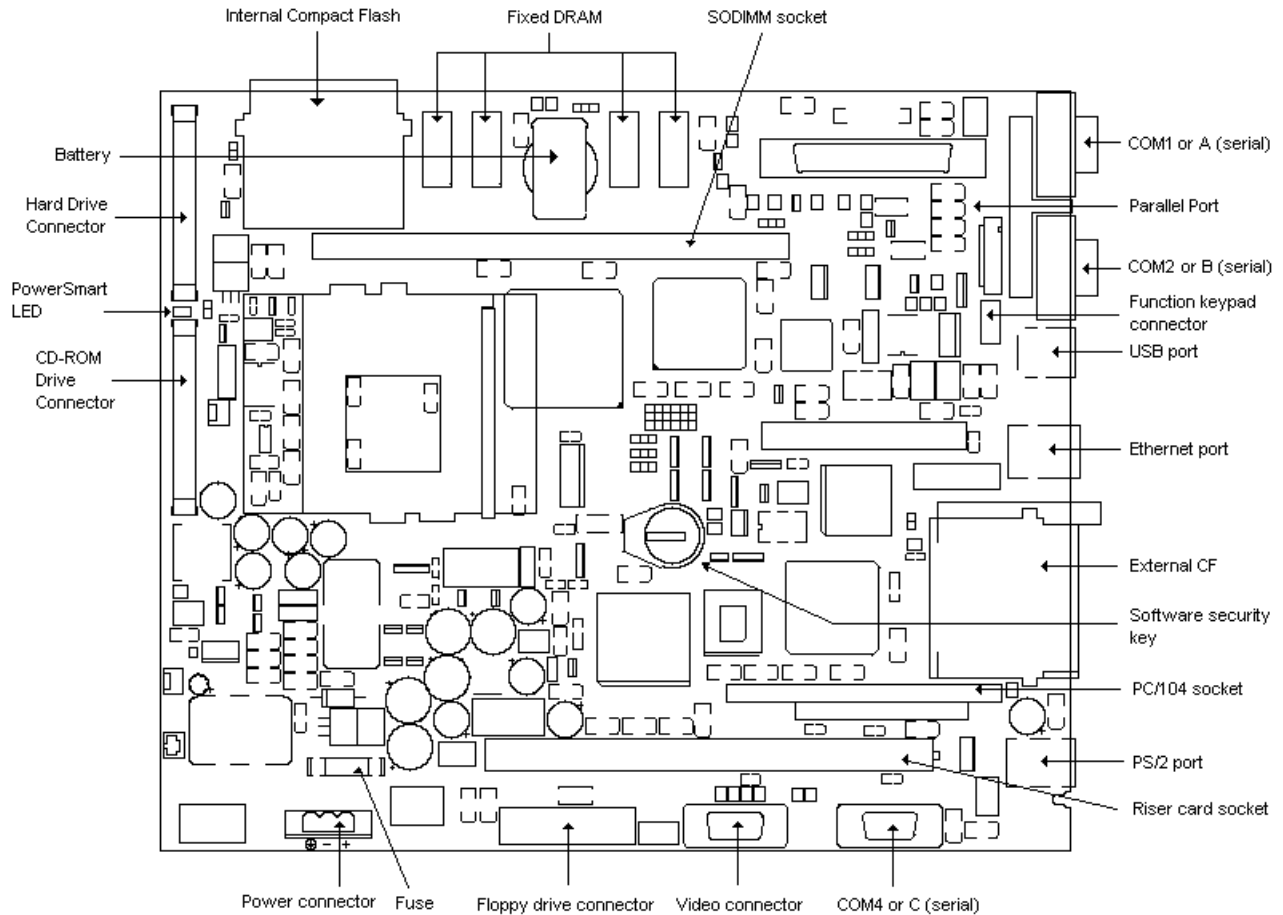 Internal Compact Flash
Fixed DRAM
SODIMM socket
Battery
Hard Drive
Connector
PowerSmart
LED
CD-ROM
Drive
Connector
COM1 or A (serial)
Parallel Port
COM2 or B (serial)
Function keypad
connector
USB port
Ethernet port
External CF
Software security
key
PC/104 socket
PS/2 port
Riser card socket
Power connector
Fuse
Floppy drive connector
Video connector
COM4 or C (serial)